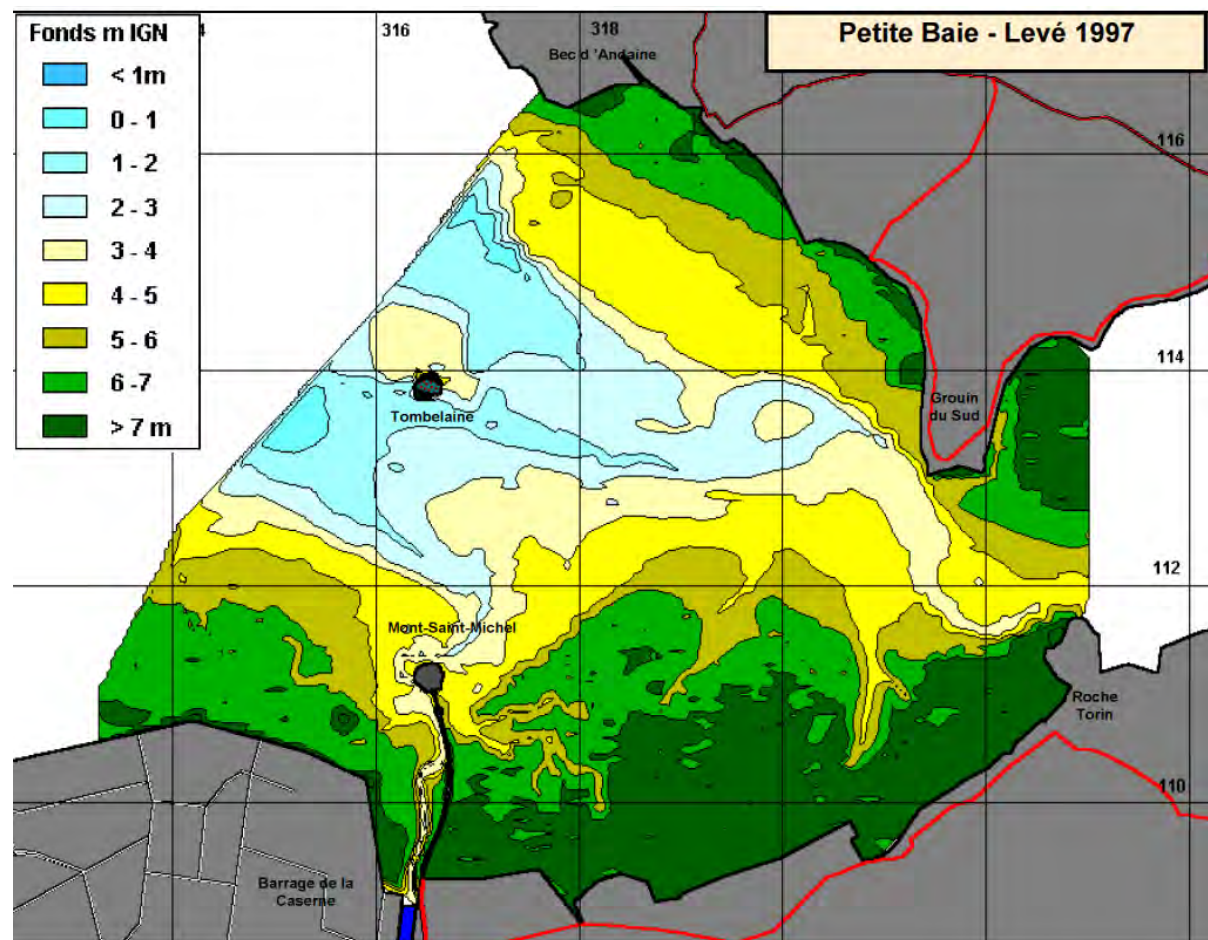 Fonds m IGN
< 1m
0 - 1
1 - 2
2 - 3
3 - 4
4 - 5
5 - 6
6 -7
> 7 m
4
316
318
Petite Baie - Levé 1997
Bec d 'Andaine
116
114
Grouin
du Sud
Tombelaine
112
Mont-Saint-Michel
Roche
Torin
110
Barrage de la
Caserne